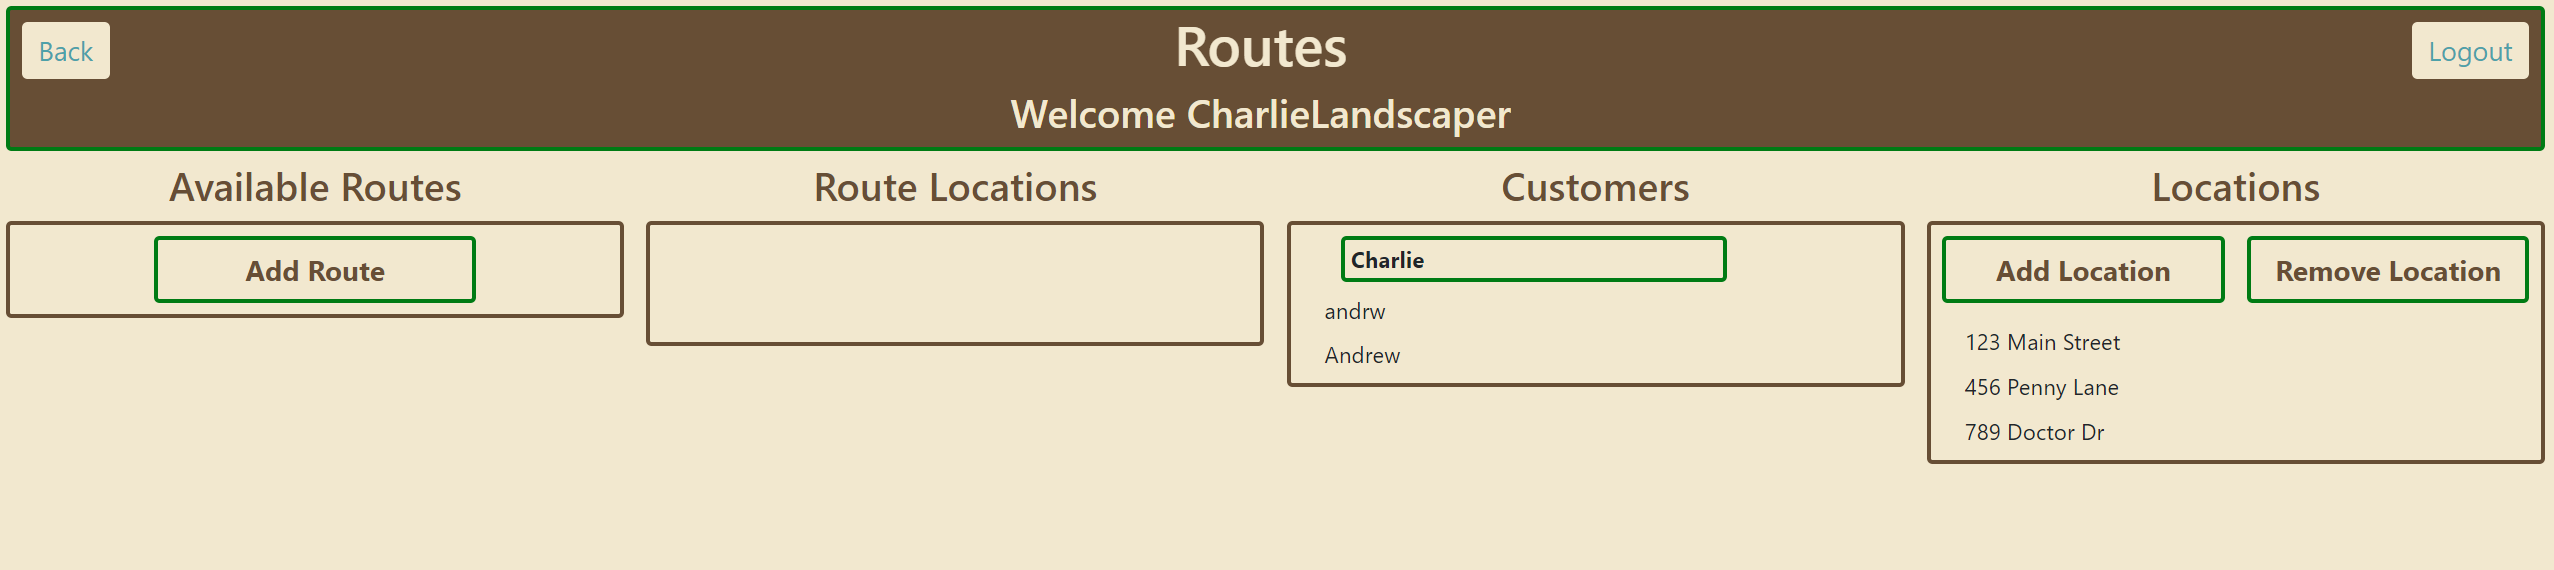 Back
Routes
Logout
Welcome CharlieLandscaper
Available Routes
Add Route
Route Locations
Customers
Charlie
andrw
Andrew
Locations
Add Location
Remove Location
123 Main Street
456 Penny Lane
789 Doctor Dr